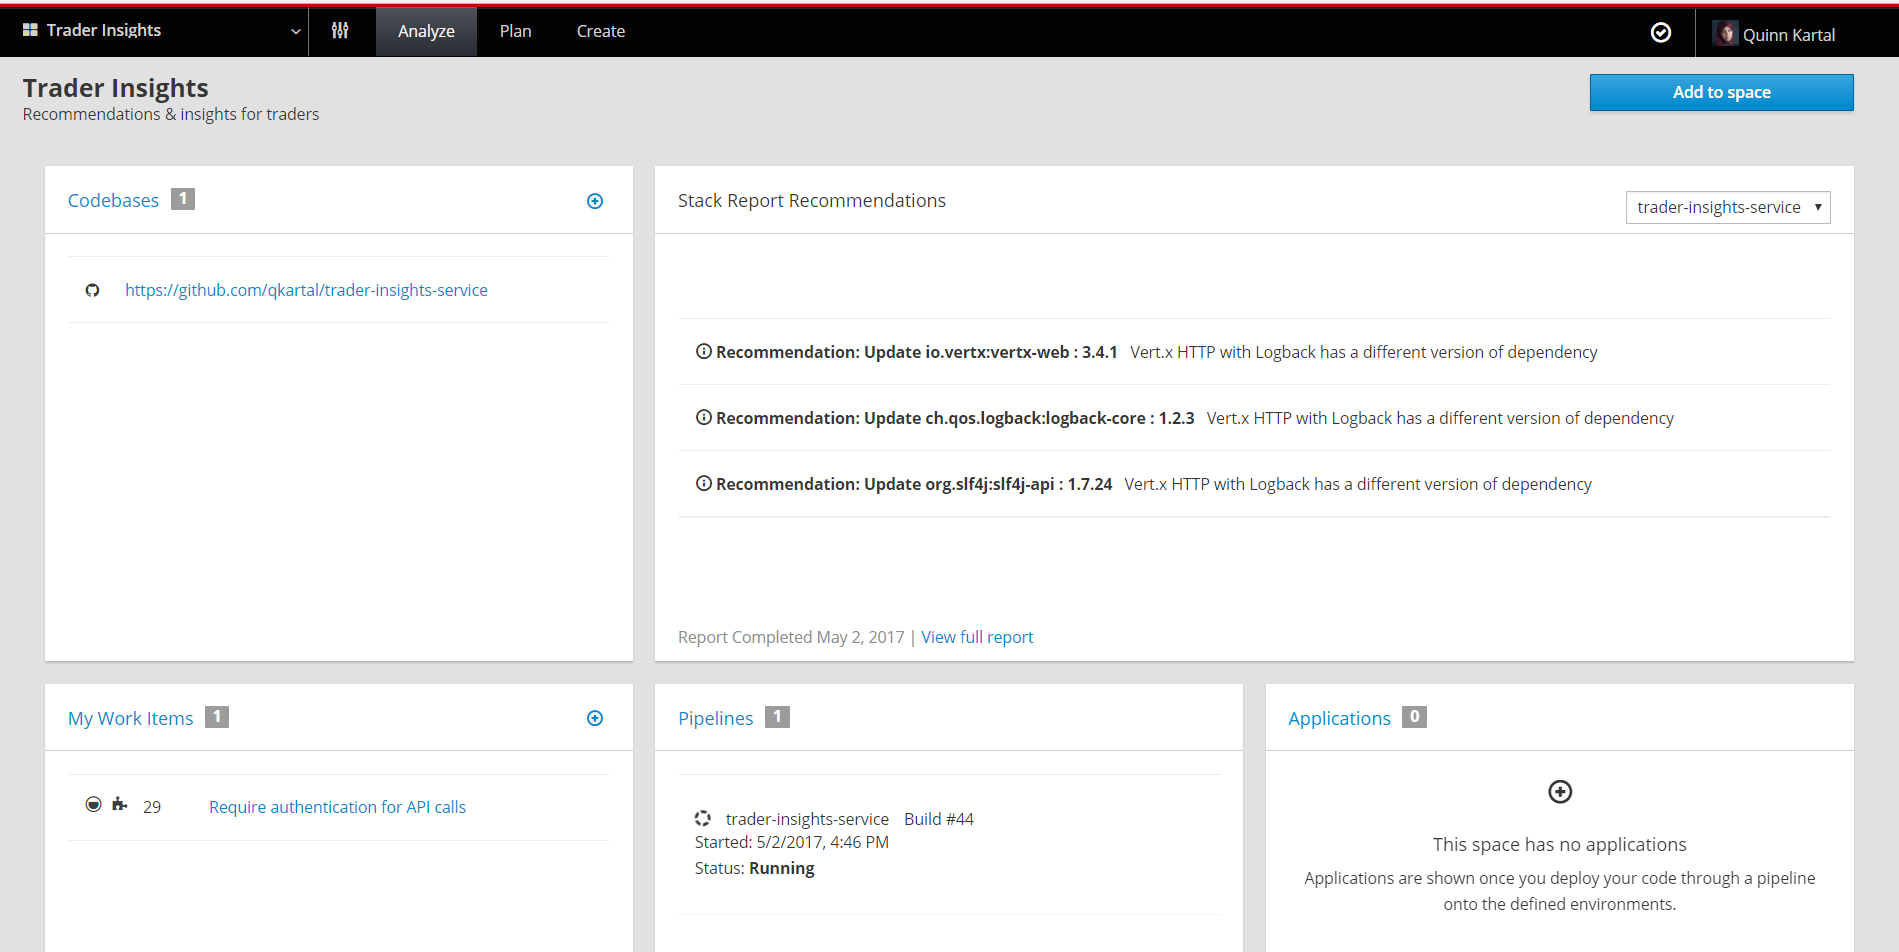 Trader Insights
Analyze
Plan
Create
Quinn Kartal
Trader Insights
Recommendations & insights for traders
Add to space
Codebases 1
https://github.com/qkartal/trader-insights-service
Stack Report Recommendations
trader-insights-service
Recommendation: Update io.vertx:vertx-web : 3.4.1 Vert.x HTTP with Logback has a different version of dependency
Recommendation: Update ch.qos.logback:logback-core : 1.2.3 Vert.x HTTP with Logback has a different version of dependency
Recommendation: Update org.slf4j:slf4j-api : 1.7.24 Vert.x HTTP with Logback has a different version of dependency
Report Completed May 2, 2017 | View full report
My Work Items 1
29 Require authentication for API calls
Pipelines 1
trader-insights-service Build #44
Started: 5/2/2017, 4:46 PM
Status: Running
Applications 0
This space has no applications
Applications are shown once you deploy your code through a pipeline
onto the defined environments.